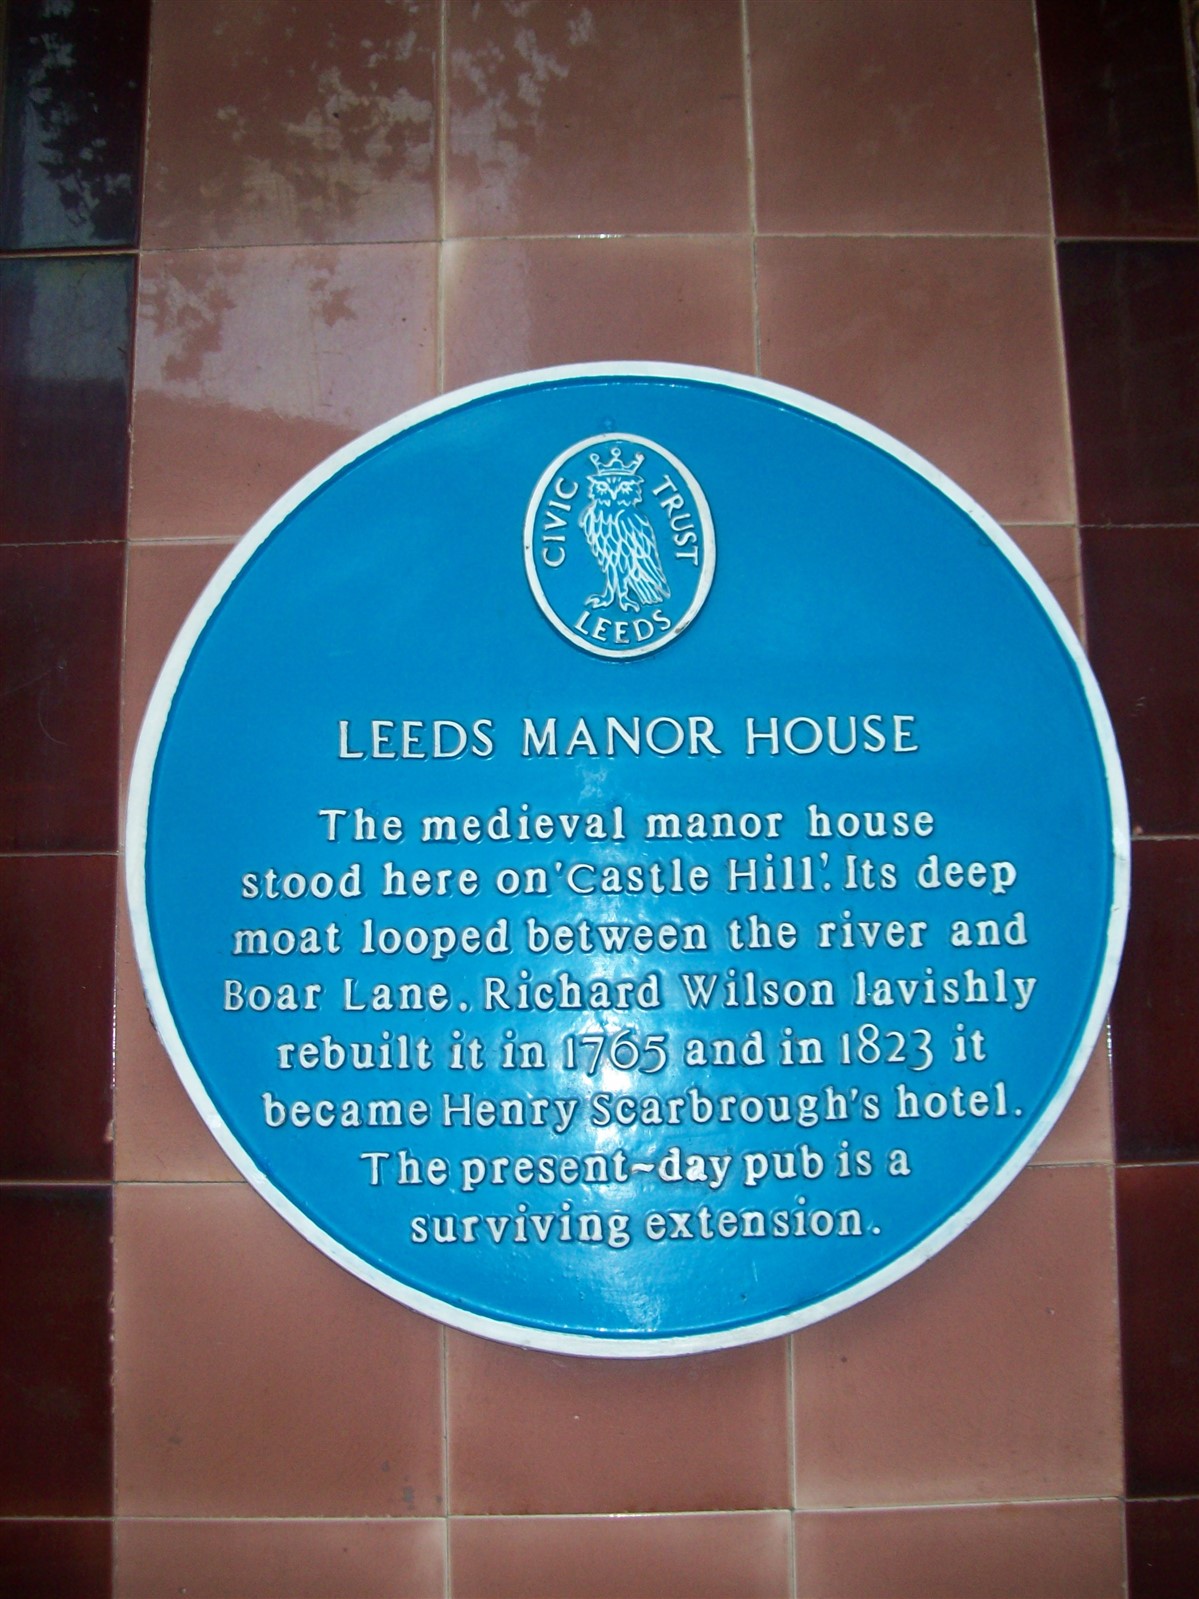 CIVIC TRUST
LEEDS
LEEDS MANOR HOUSE
The medieval manor house
stood here on 'Castle Hill'. Its deep
moat looped between the river and
Boar Lane. Richard Wilson lavishly
rebuilt it in 1765 and in 1823 it
became Henry Scarbrough's hotel.
The present~day pub is a
surviving extension.